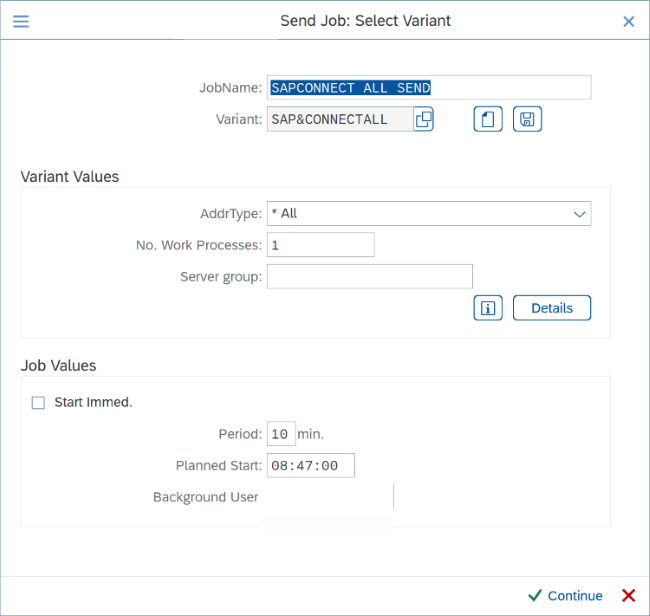 Send Job: Select Variant
JobName: SAPCONNECT ALL SEND
Variant: SAP&CONNECTALL
Variant Values
AddrType: * All
No. Work Processes: 1
Server group:
Details
Job Values
Start Immed.
Period: 10 min.
Planned Start: 08:47:00
Background User
Continue